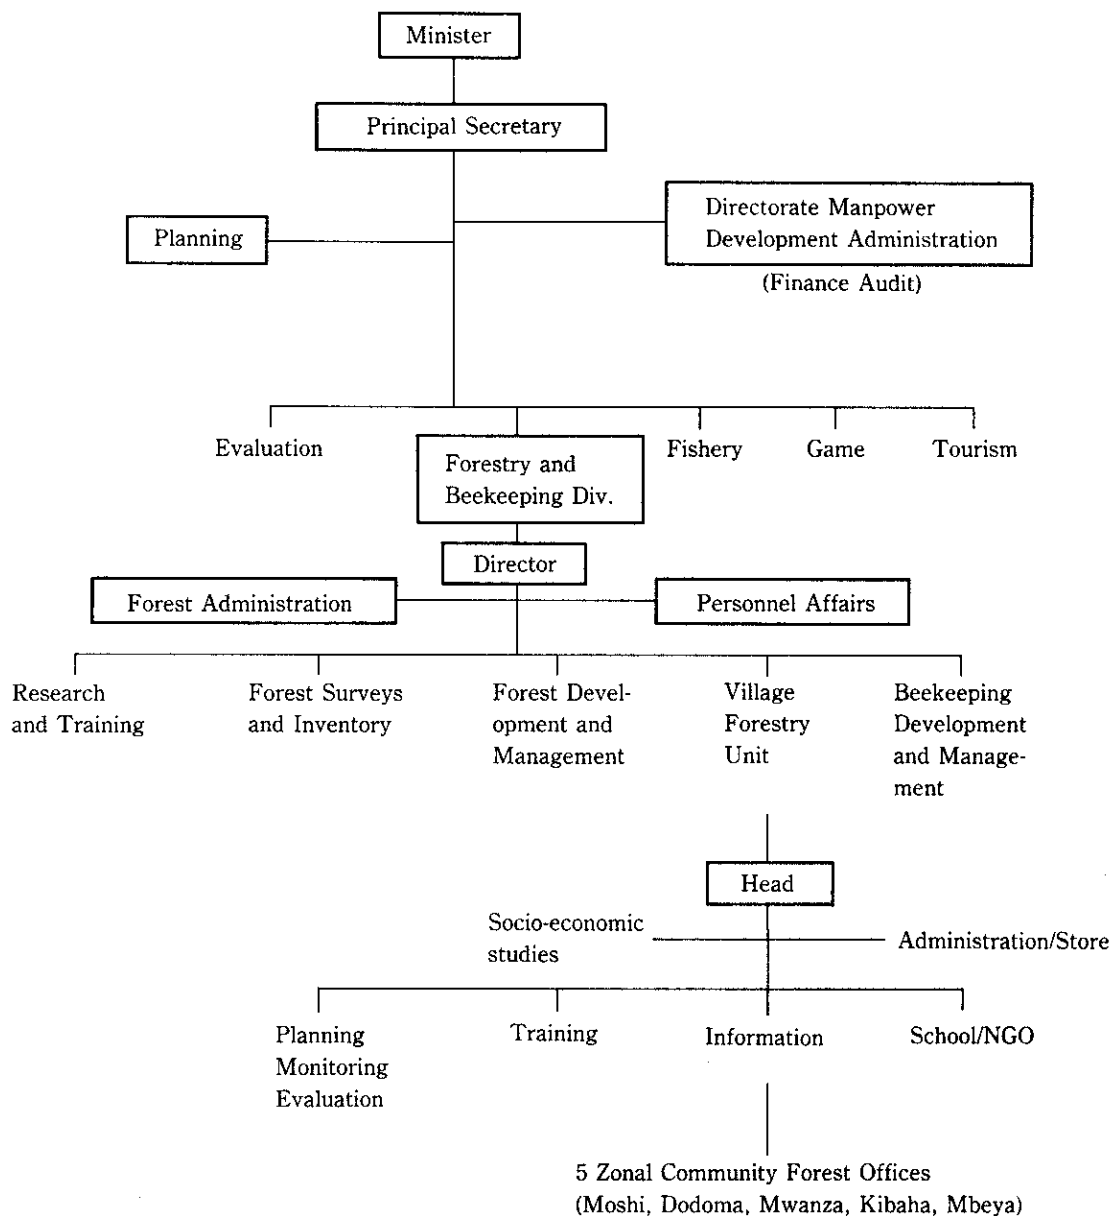 Minister
Principal Secretary
Directorate Manpower
Development Administration
Planning
(Finance Audit)
Evaluation
Forestry and
Beekeeping Div.
Fishery
Game
Tourism
Director
Forest Administration
Personnel Affairs
Research
and Training
Forest Surveys
and Inventory
Forest Devel-
opment and
Management
Village
Forestry
Unit
Beekeeping
Development
and Manage-
ment
Head
Socio-economic
studies
Administration/Store
Planning
Monitoring
Evaluation
Training
Information
School/NGO
5 Zonal Community Forest Offices
(Moshi, Dodoma, Mwanza, Kibaha, Mbeya)